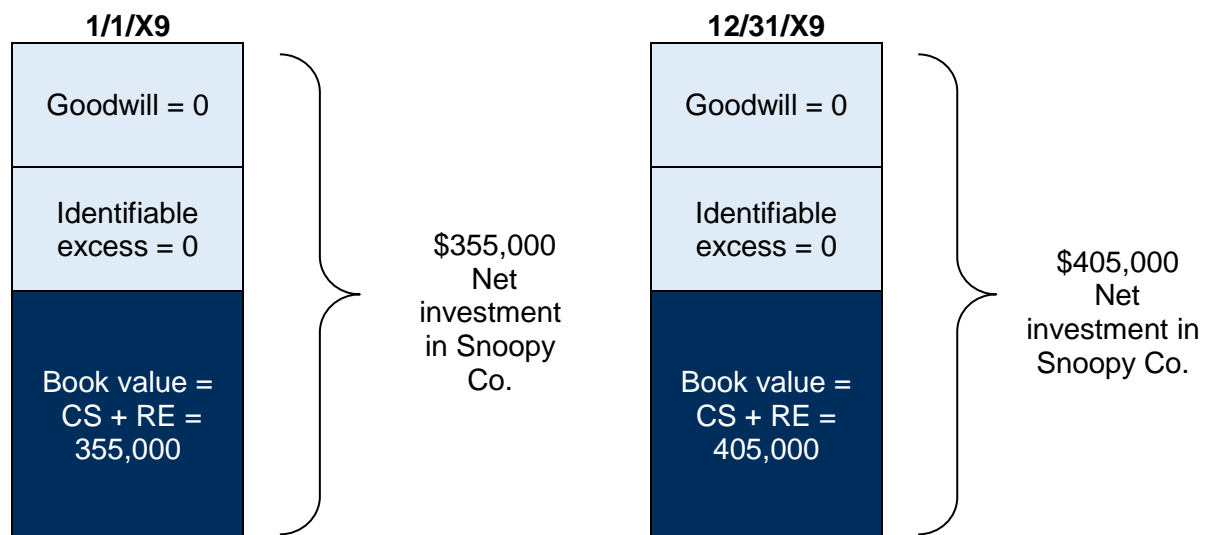 1/1/X9
Goodwill = 0
Identifiable
excess = 0
Book value =
CS + RE =
355,000
$355,000
Net
investment
in Snoopy
Co.
12/31/X9
Goodwill = 0
Identifiable
excess = 0
Book value =
CS + RE =
405,000
$405,000
Net
investment in
Snoopy Co.